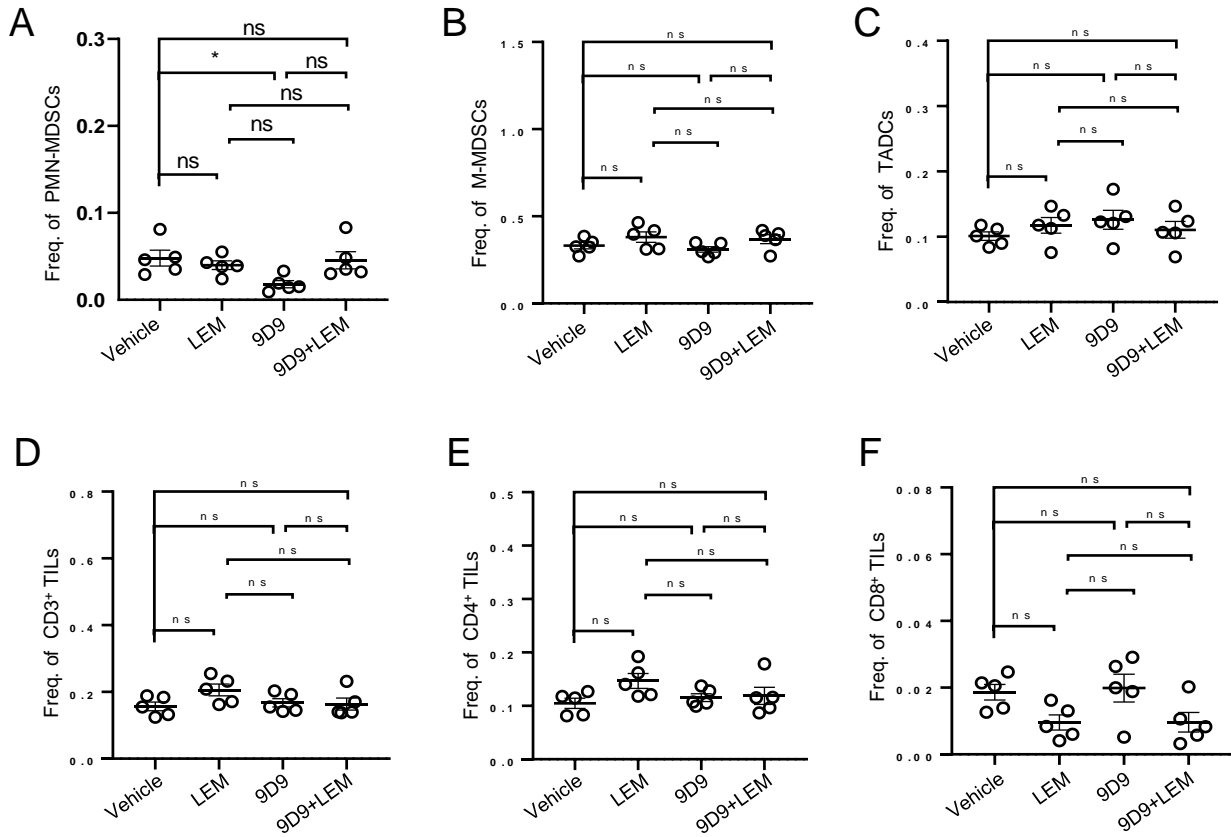 A
Freq. of PMN-MDSCs
0.3
0.2
0.1
0.0
ns
*
ns
ns
ns
ns
Vehicle
LEM
9D9
9D9+LEM
B
Freq. of M-MDSCs
1.5
1.0
0.5
0.0
ns
ns
ns
ns
ns
ns
Vehicle
LEM
9D9
9D9+LEM
C
Freq. of TADCs
0.4
0.3
0.2
0.1
0.0
ns
ns
ns
ns
ns
ns
Vehicle
LEM
9D9
9D9+LEM
D
Freq. of CD3⁺ TILs
0.8
0.6
0.4
0.2
0.0
ns
ns
ns
ns
ns
ns
Vehicle
LEM
9D9
9D9+LEM
E
Freq. of CD4⁺ TILs
0.5
0.4
0.3
0.2
0.1
0.0
ns
ns
ns
ns
ns
ns
Vehicle
LEM
9D9
9D9+LEM
F
Freq. of CD8⁺ TILs
0.08
0.06
0.04
0.02
0.00
ns
ns
ns
ns
ns
ns
Vehicle
LEM
9D9
9D9+LEM